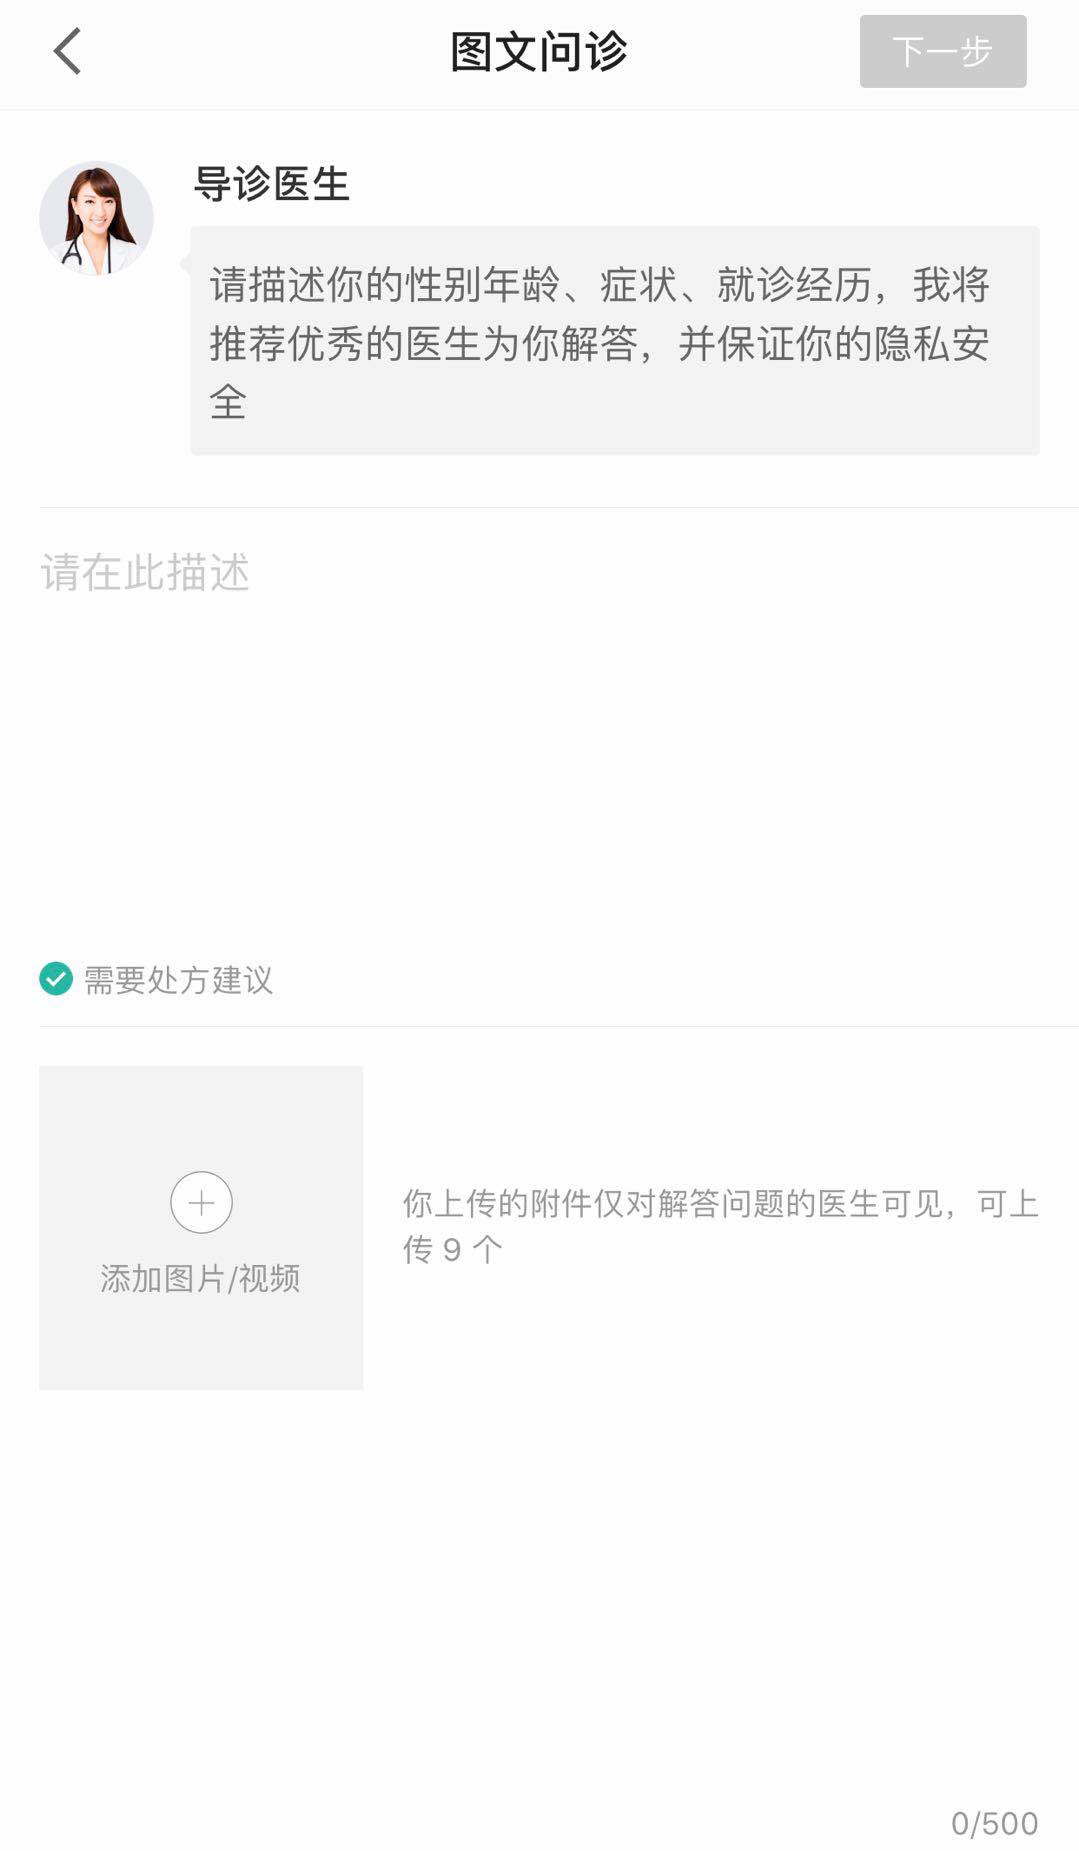 图文问诊
下一步
导诊医生
请描述你的性别年龄、症状、就诊经历，我将
推荐优秀的医生为你解答，并保证你的隐私安
全
请在此描述
需要处方建议
添加图片/视频
你上传的附件仅对解答问题的医生可见，可上
传 9 个
0/500